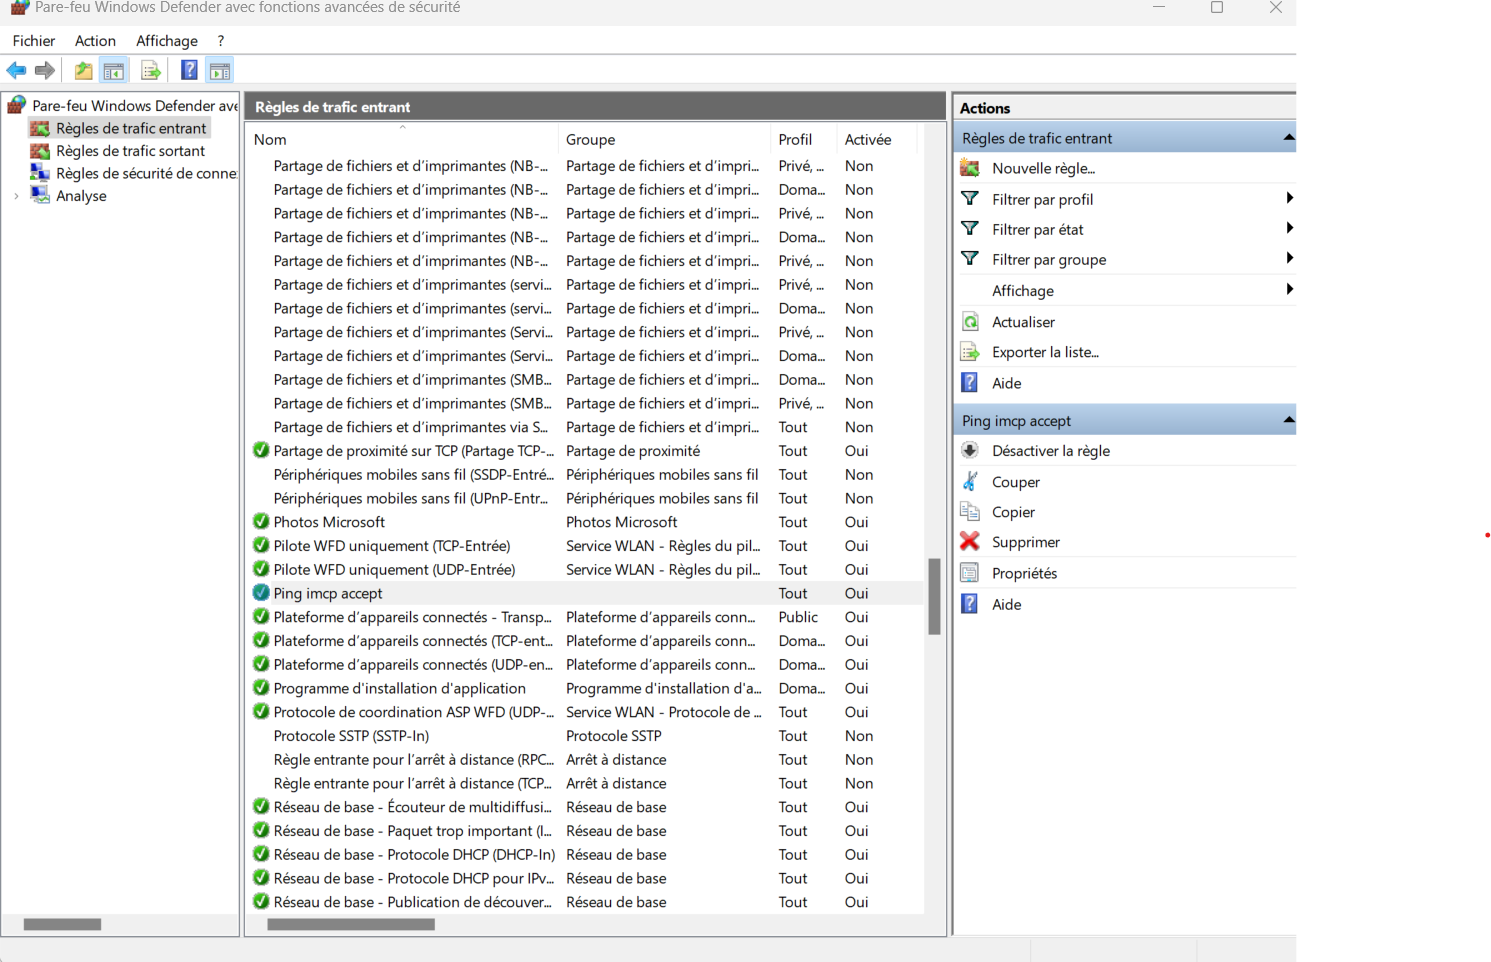 Pare-feu Windows Defender avec fonctions avancées de sécurité
Fichier Action Affichage ?
Pare-feu Windows Defender ave
Règles de trafic entrant
Règles de trafic sortant
Règles de sécurité de conne
Analyse
Règles de trafic entrant
Nom Groupe Profil Activée
Partage de fichiers et d’imprimantes (NB-... Partage de fichiers et d’impri... Privé, ... Non
Partage de fichiers et d’imprimantes (NB-... Partage de fichiers et d’impri... Doma... Non
Partage de fichiers et d’imprimantes (NB-... Partage de fichiers et d’impri... Privé, ... Non
Partage de fichiers et d’imprimantes (NB-... Partage de fichiers et d’impri... Doma... Non
Partage de fichiers et d’imprimantes (NB-... Partage de fichiers et d’impri... Privé, ... Non
Partage de fichiers et d’imprimantes (servi... Partage de fichiers et d’impri... Privé, ... Non
Partage de fichiers et d’imprimantes (servi... Partage de fichiers et d’impri... Doma... Non
Partage de fichiers et d’imprimantes (Servi... Partage de fichiers et d’impri... Privé, ... Non
Partage de fichiers et d’imprimantes (Servi... Partage de fichiers et d’impri... Doma... Non
Partage de fichiers et d’imprimantes (SMB... Partage de fichiers et d’impri... Doma... Non
Partage de fichiers et d’imprimantes (SMB... Partage de fichiers et d’impri... Privé, ... Non
Partage de fichiers et d’imprimantes via S... Partage de fichiers et d’impri... Tout Non
Partage de proximité sur TCP (Partage TCP-... Partage de proximité Tout Oui
Périphériques mobiles sans fil (SSDP-Entré... Périphériques mobiles sans fil Tout Non
Périphériques mobiles sans fil (UPnP-Entr... Périphériques mobiles sans fil Tout Non
Photos Microsoft Photos Microsoft Tout Oui
Pilote WFD uniquement (TCP-Entrée) Service WLAN - Règles du pil... Tout Oui
Pilote WFD uniquement (UDP-Entrée) Service WLAN - Règles du pil... Tout Oui
Ping imcp accept Tout Oui
Plateforme d’appareils connectés - Transp... Plateforme d’appareils conn... Public Oui
Plateforme d’appareils connectés (TCP-ent... Plateforme d’appareils conn... Doma... Oui
Plateforme d’appareils connectés (UDP-en... Plateforme d’appareils conn... Doma... Oui
Programme d'installation d'application Programme d'installation d'a... Doma... Oui
Protocole de coordination ASP WFD (UDP-... Service WLAN - Protocole de ... Tout Oui
Protocole SSTP (SSTP-In) Protocole SSTP Tout Non
Règle entrante pour l’arrêt à distance (RPC... Arrêt à distance Tout Non
Règle entrante pour l’arrêt à distance (TCP... Arrêt à distance Tout Non
Réseau de base - Écouteur de multidiffusi... Réseau de base Tout Oui
Réseau de base - Paquet trop important (I... Réseau de base Tout Oui
Réseau de base - Protocole DHCP (DHCP-In) Réseau de base Tout Oui
Réseau de base - Protocole DHCP pour IPv... Réseau de base Tout Oui
Réseau de base - Publication de découver... Réseau de base Tout Oui
Actions
Règles de trafic entrant
Nouvelle règle...
Filtrer par profil
Filtrer par état
Filtrer par groupe
Affichage
Actualiser
Exporter la liste...
Aide
Ping imcp accept
Désactiver la règle
Couper
Copier
Supprimer
Propriétés
Aide